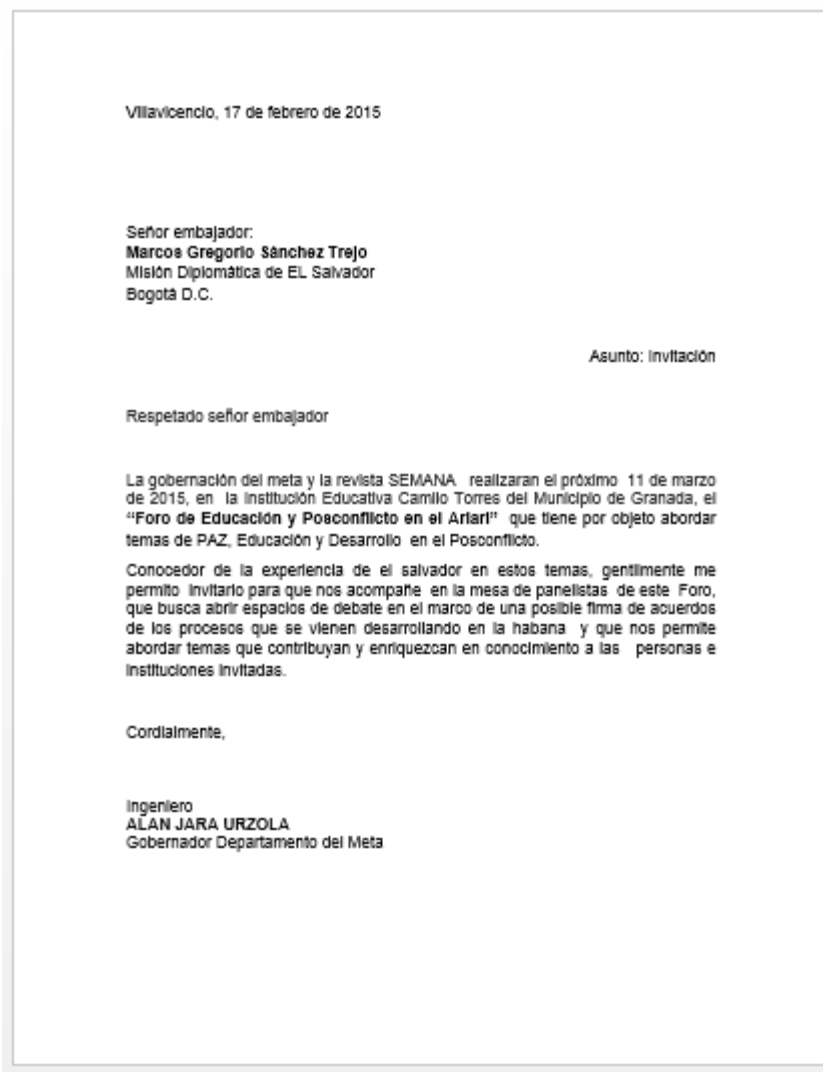 Villavicencio, 17 de febrero de 2015
Señor embajador:
Marcos Gregorio Sánchez Trejo
Misión Diplomática de EL Salvador
Bogotá D.C.
Asunto: Invitación
Respetado señor embajador
La gobernación del meta y la revista SEMANA realizaran el próximo 11 de marzo
de 2015, en la Institución Educativa Camilo Torres del Municipio de Granada, el
“Foro de Educación y Posconflicto en el Ariari” que tiene por objeto abordar
temas de PAZ, Educación y Desarrollo en el Posconflicto.
Conocedor de la experiencia de el salvador en estos temas, gentilmente me
permito invitarlo para que nos acompañe en la mesa de panelistas de este Foro,
que busca abrir espacios de debate en el marco de una posible firma de acuerdos
de los procesos que se vienen desarrollando en la habana y que nos permite
abordar temas que contribuyan y enriquezcan en conocimiento a las personas e
instituciones invitadas.
Cordialmente,
Ingeniero
ALAN JARA URZOLA
Gobernador Departamento del Meta